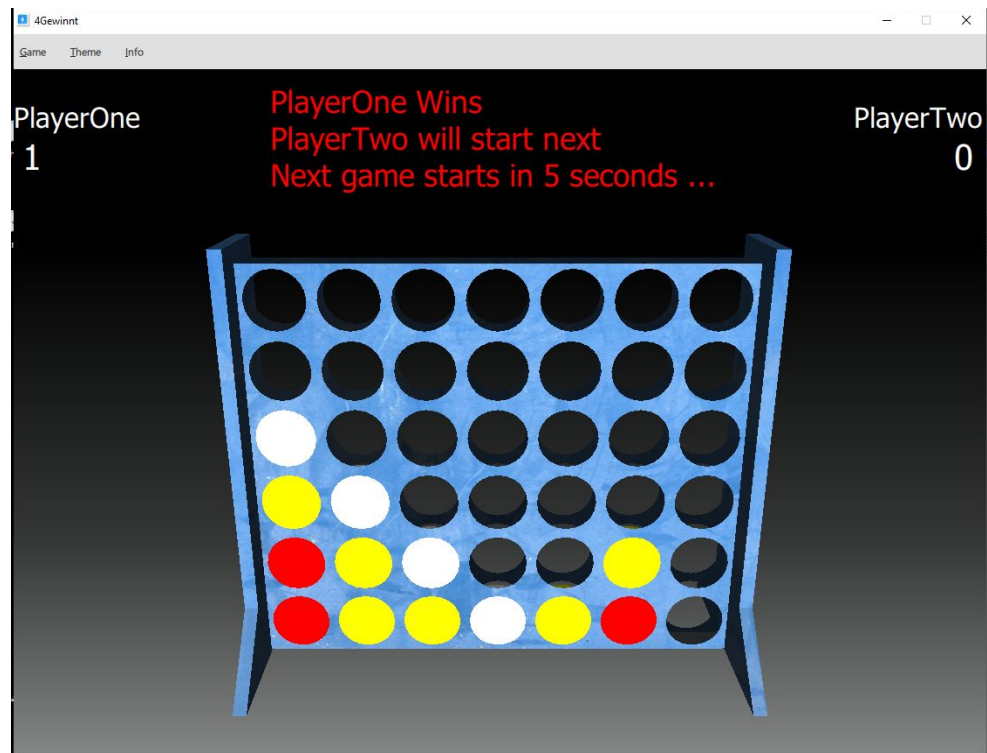 4Gewinnt
Game Theme Info
PlayerOne Wins
PlayerOne
PlayerTwo
PlayerTwo will start next
1
0
Next game starts in 5 seconds ...